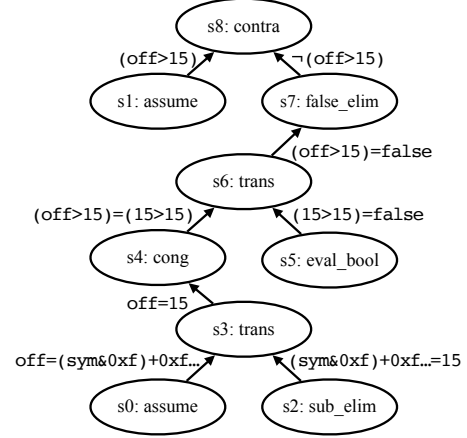 s8: contra
(off>15) ¬(off>15)
s1: assume s7: false_elim
(off>15)=false
s6: trans
(off>15)=(15>15) (15>15)=false
s4: cong s5: eval_bool
off=15
s3: trans
off=(sym&0xf)+0xf… (sym&0xf)+0xf…=15
s0: assume s2: sub_elim